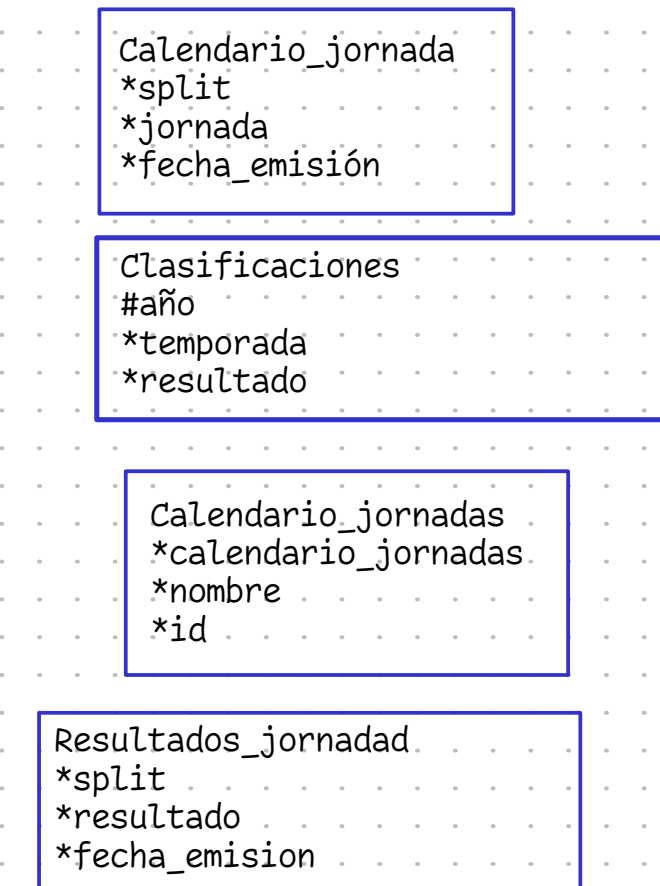 Calendario_jornada
*split
*jornada
*fecha_emisión
Clasificaciones
#año
*temporada
*resultado
Calendario_jornadas
*calendario_jornadas
*nombre
*id
Resultados_jornadad
*split
*resultado
*fecha_emision